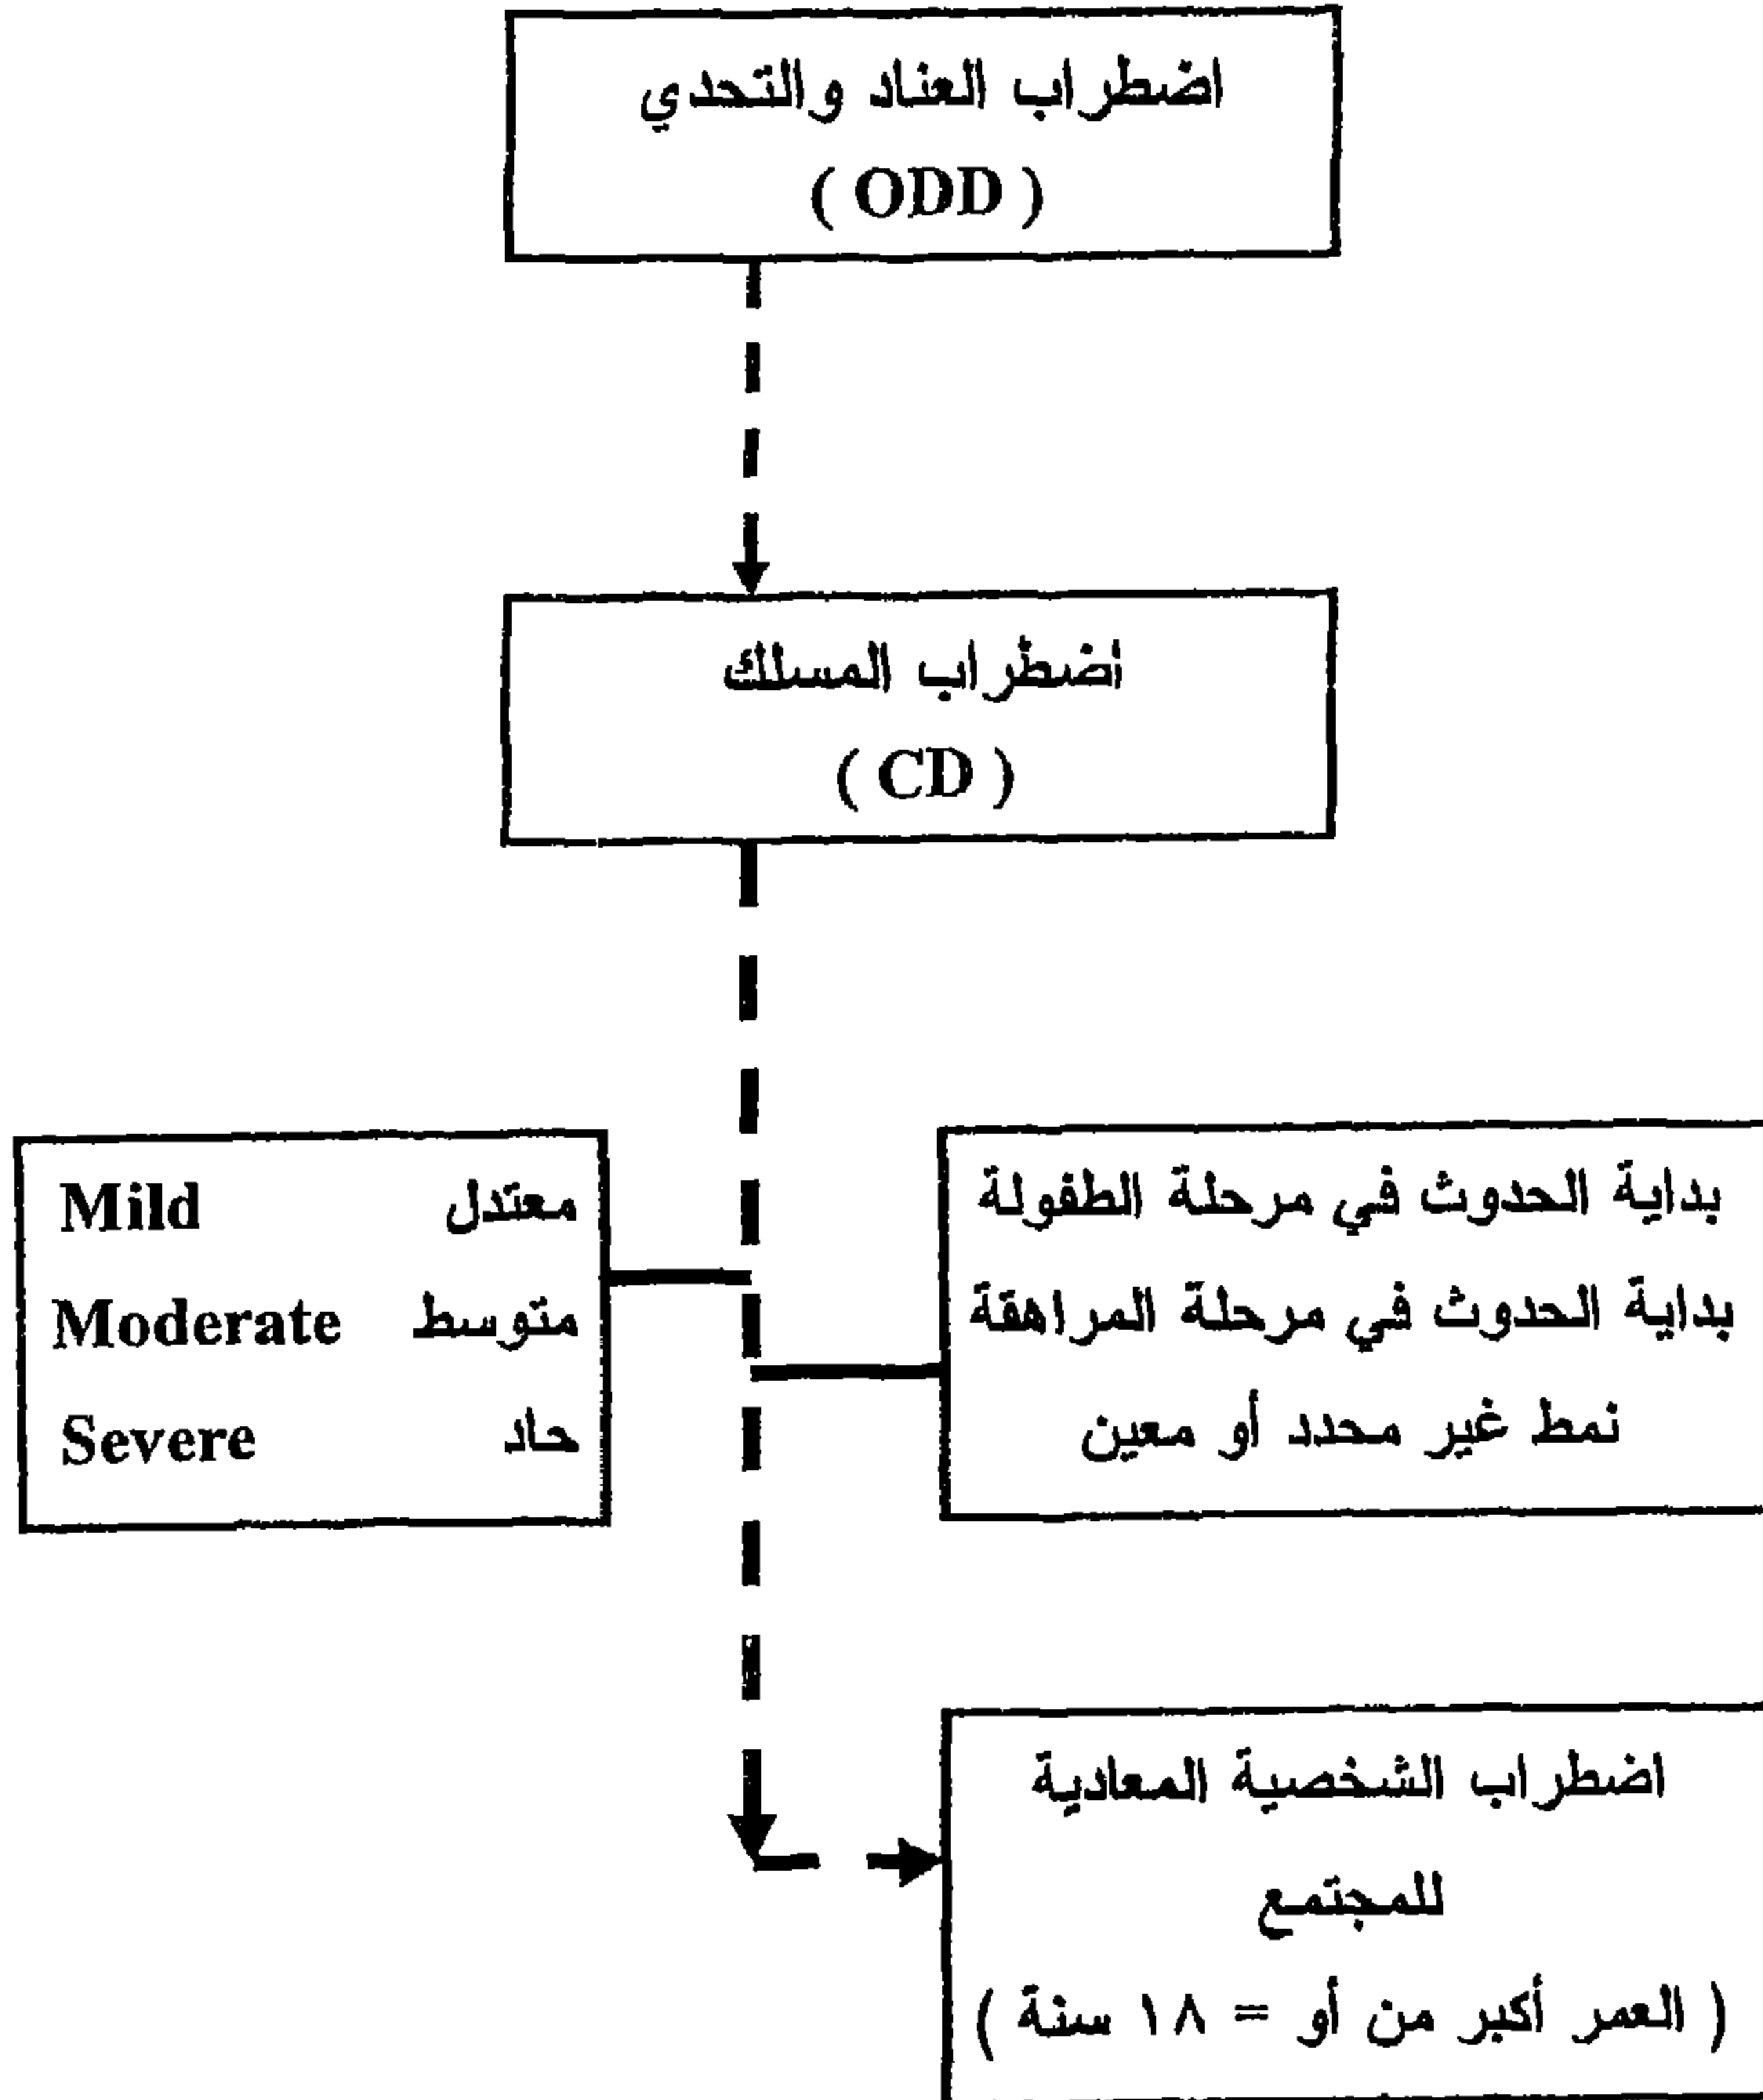 اضطراب العناد والتحدي
( ODD )
اضطراب المسلك
( CD )
بداية الحدوث في مرحلة الطفولة
بداية الحدوث في مرحلة المراهقة
نمط غير محدد أو معين
معتدل Mild
متوسط Moderate
حاد Severe
اضطراب الشخصية المعادية
للمجتمع
( العمر أكبر من أو = ١٨ سنة )